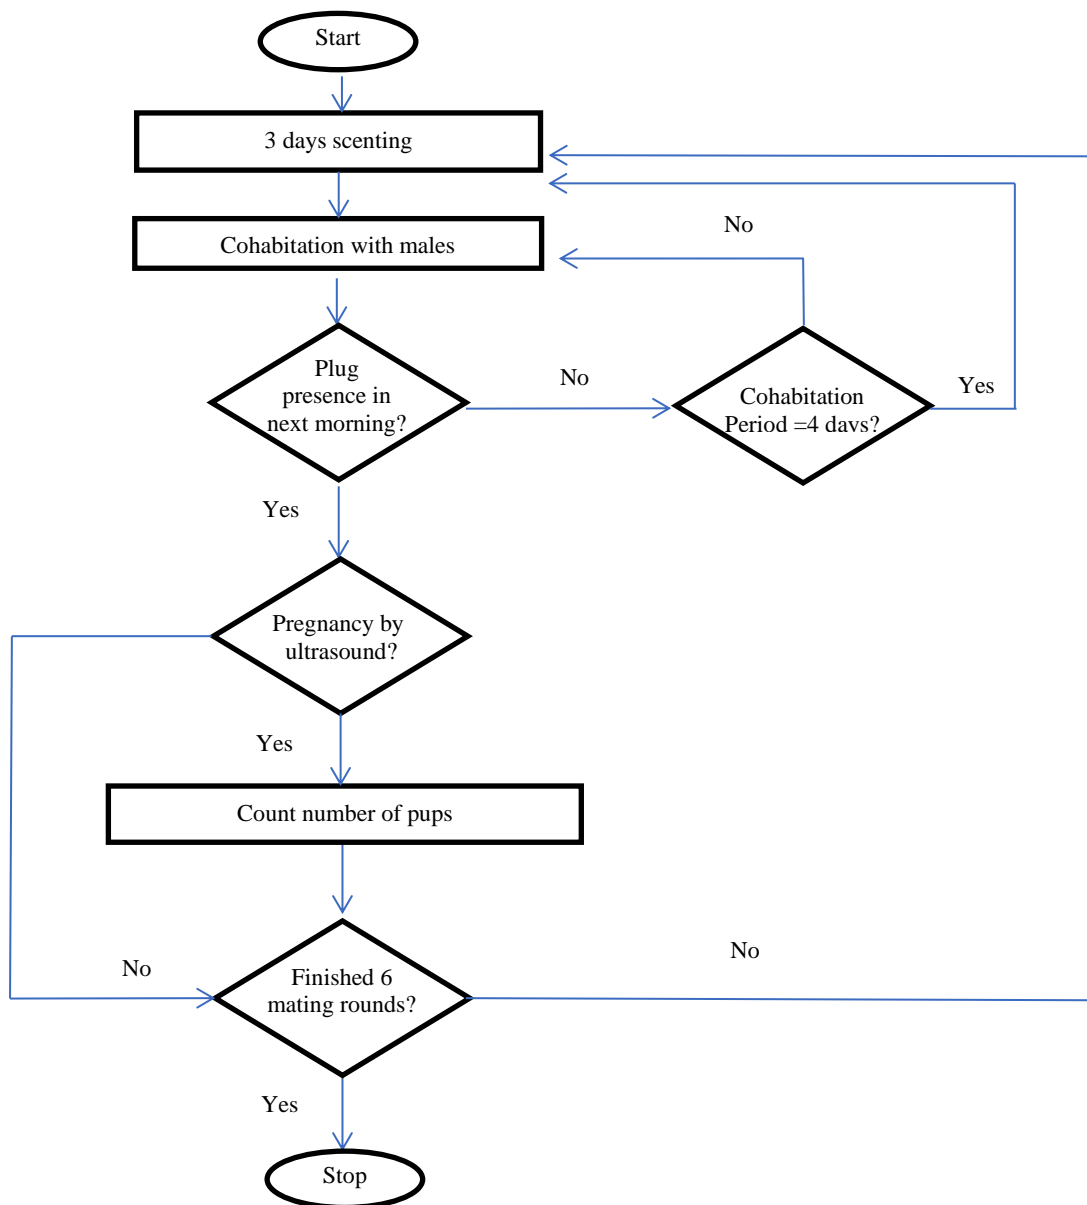 Start
3 days scenting
Cohabitation with males
No
Plug
presence in
next morning?
No
Cohabitation
Period =4 days?
Yes
Yes
Pregnancy by
ultrasound?
Yes
Count number of pups
No
Finished 6
mating rounds?
No
Yes
Stop